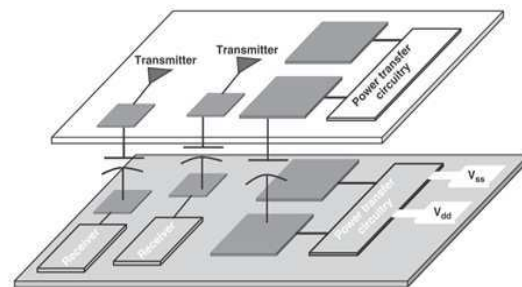 Transmitter
Transmitter
Power transfer
circuitry
Receiver
Receiver
Power transfer
circuitry
Vss
Vdd